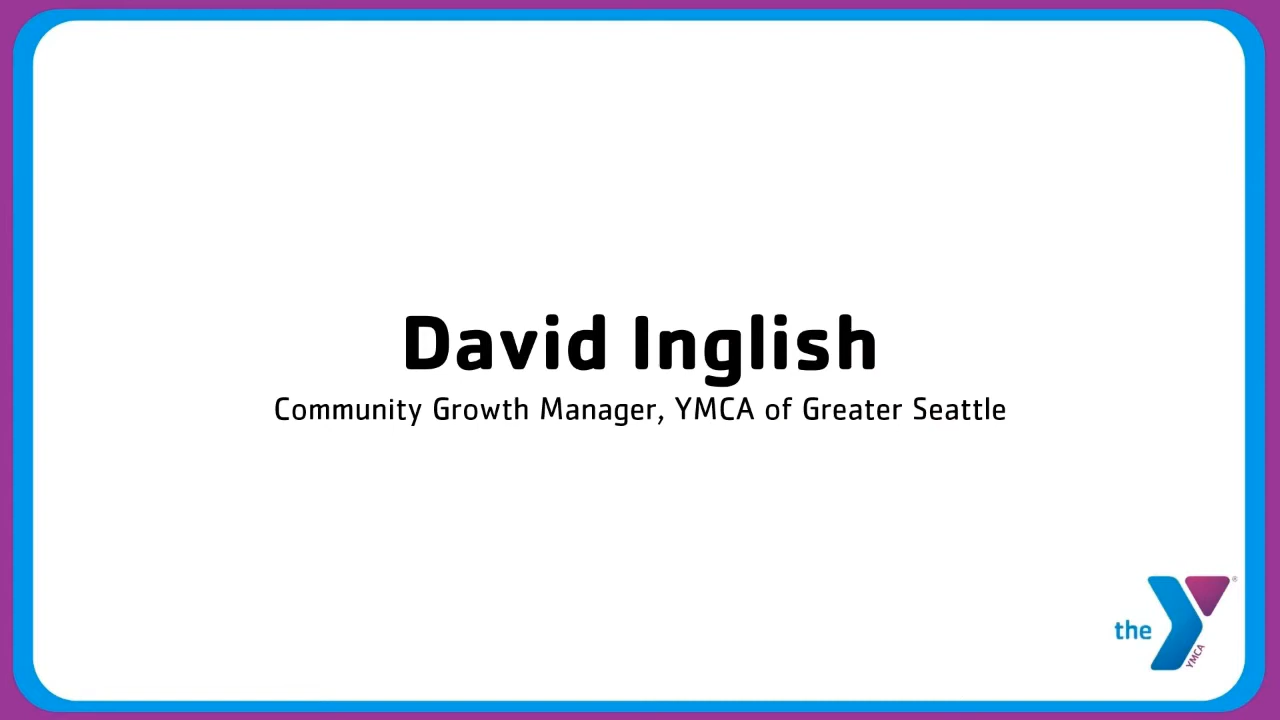 David Inglish
Community Growth Manager, YMCA of Greater Seattle
the
YMCA
®